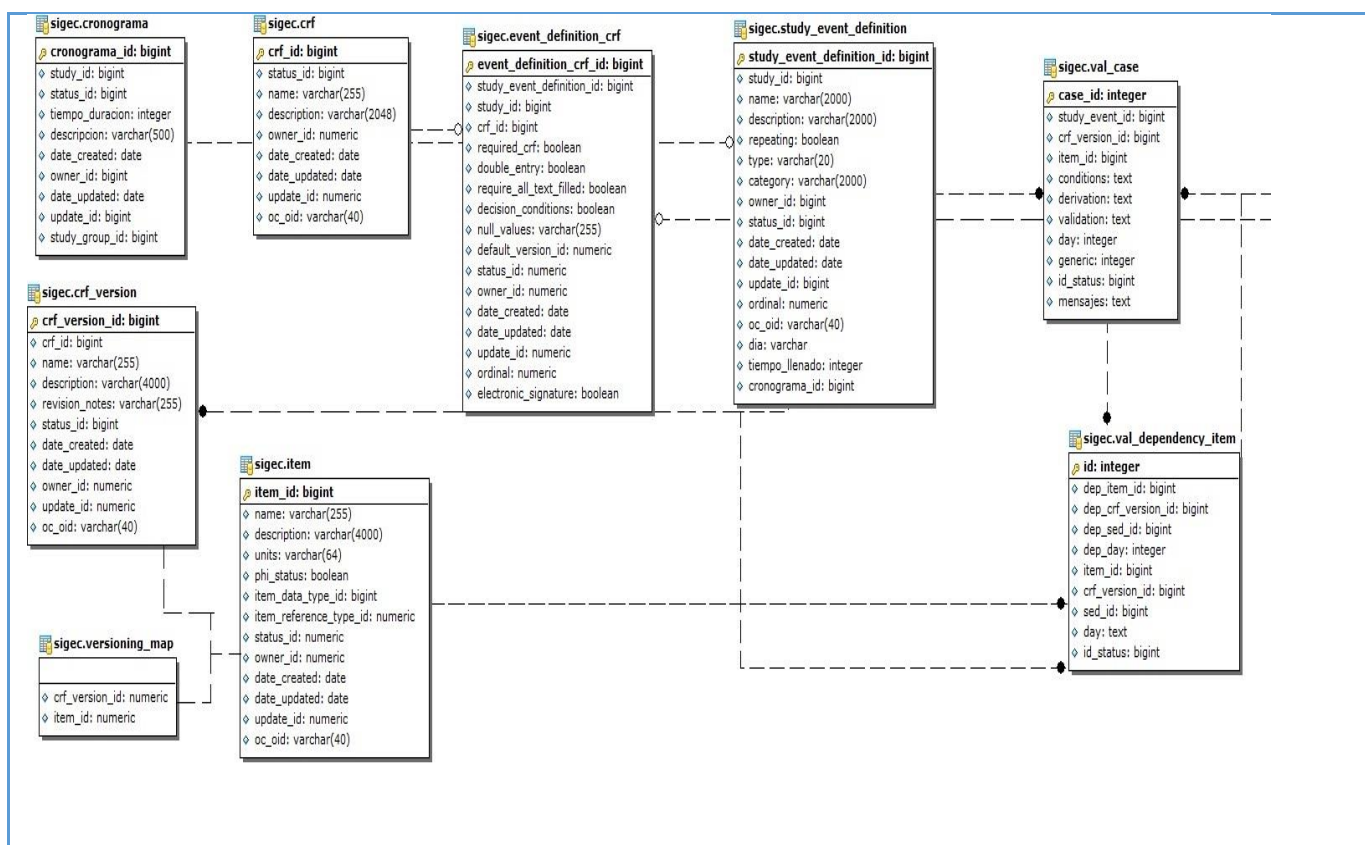 sigec.cronograma
cronograma_id: bigint
study_id: bigint
status_id: bigint
tiempo_duracion: integer
descripcion: varchar(500)
date_created: date
owner_id: bigint
date_updated: date
update_id: bigint
study_group_id: bigint
sigec.crf
crf_id: bigint
status_id: bigint
name: varchar(255)
description: varchar(2048)
owner_id: numeric
date_created: date
date_updated: date
update_id: numeric
oc_oid: varchar(40)
sigec.event_definition_crf
event_definition_crf_id: bigint
study_event_definition_id: bigint
study_id: bigint
crf_id: bigint
required_crf: boolean
double_entry: boolean
require_all_text_filled: boolean
decision_conditions: boolean
null_values: varchar(255)
default_version_id: numeric
status_id: numeric
owner_id: numeric
date_created: date
date_updated: date
update_id: numeric
ordinal: numeric
electronic_signature: boolean
sigec.study_event_definition
study_event_definition_id: bigint
study_id: bigint
name: varchar(2000)
description: varchar(2000)
repeating: boolean
type: varchar(20)
category: varchar(2000)
owner_id: bigint
status_id: bigint
date_created: date
date_updated: date
update_id: bigint
ordinal: numeric
oc_oid: varchar(40)
dia: varchar
tiempo_llenado: integer
cronograma_id: bigint
sigec.val_case
case_id: integer
study_event_id: bigint
crf_version_id: bigint
item_id: bigint
conditions: text
derivation: text
validation: text
day: integer
generic: integer
id_status: bigint
mensajes: text
sigec.crf_version
crf_version_id: bigint
crf_id: bigint
name: varchar(255)
description: varchar(4000)
revision_notes: varchar(255)
status_id: bigint
date_created: date
date_updated: date
owner_id: numeric
update_id: numeric
oc_oid: varchar(40)
sigec.item
item_id: bigint
name: varchar(255)
description: varchar(4000)
units: varchar(64)
phi_status: boolean
item_data_type_id: bigint
item_reference_type_id: numeric
status_id: numeric
owner_id: numeric
date_created: date
date_updated: date
update_id: numeric
oc_oid: varchar(40)
sigec.val_dependency_item
id: integer
dep_item_id: bigint
dep_crf_version_id: bigint
dep_sed_id: bigint
dep_day: integer
item_id: bigint
crf_version_id: bigint
sed_id: bigint
day: text
id_status: bigint
sigec.versioning_map
crf_version_id: numeric
item_id: numeric